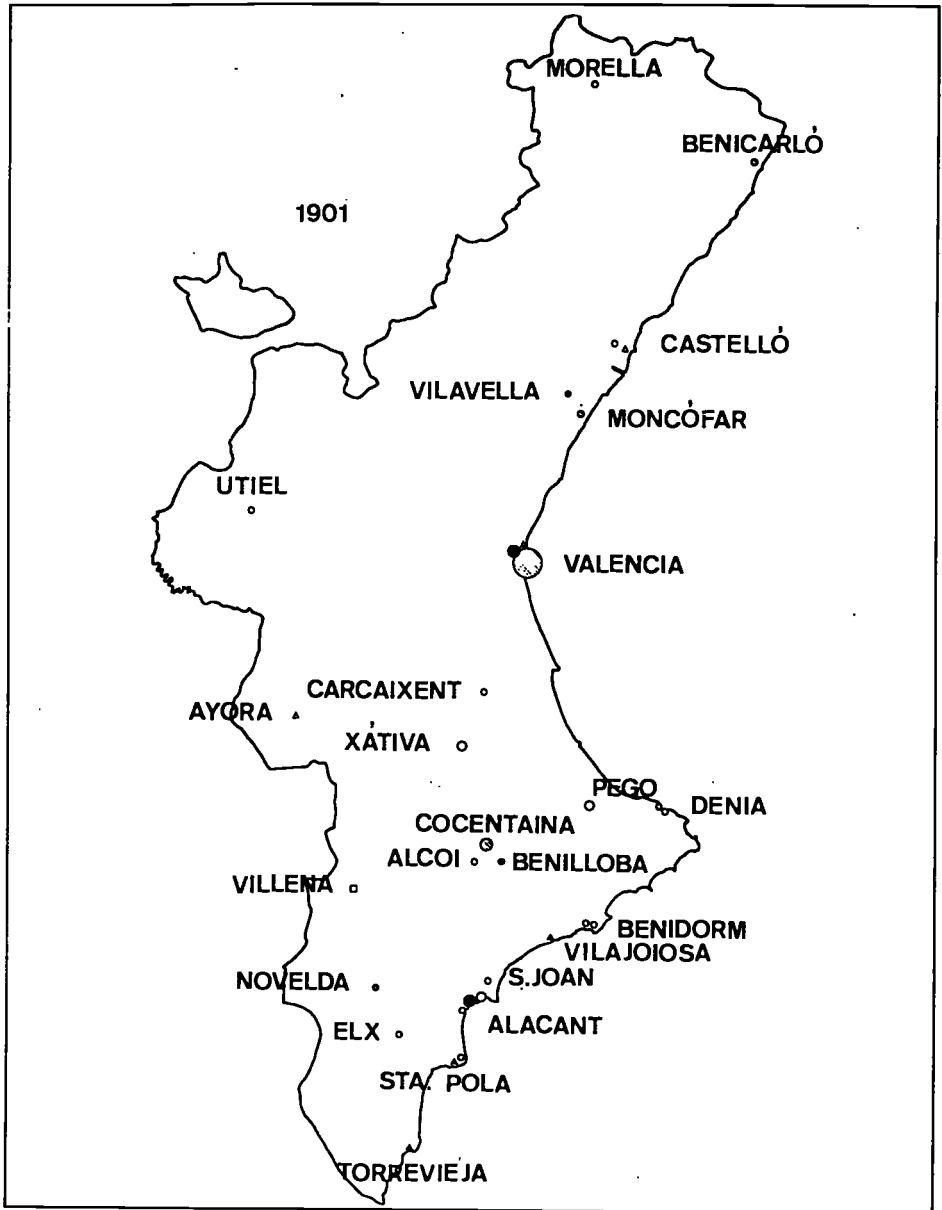 MORELLA
BENICARLÓ
1901
CASTELLÓ
VILAVELLA
MONCÓFAR
UTIEL
VALENCIA
CARCAIXENT
AYORA
XÁTIVA
PEGO
DENIA
COCENTAINA
ALCOI
BENILLOBA
VILLENA
BENIDORM
VILAJOIOSA
NOVELDA
S.JOAN
ALACANT
ELX
STA. POLA
TORREVIEJA